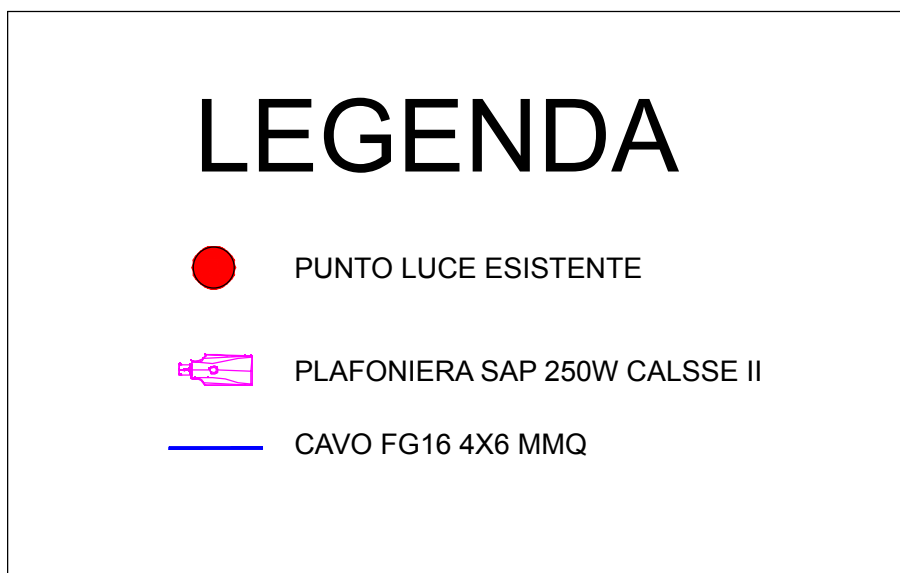 LEGENDA
PUNTO LUCE ESISTENTE
PLAFONIERA SAP 250W CALSSE II
CAVO FG16 4X6 MMQ